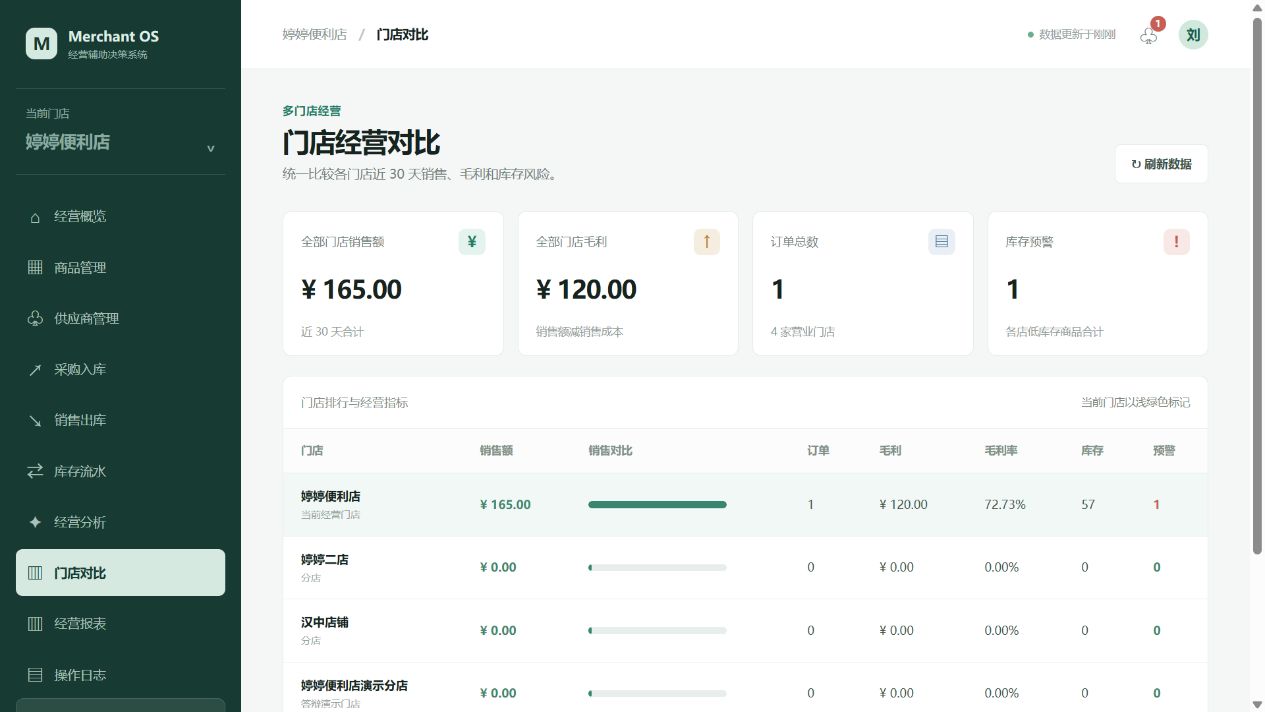 M
Merchant OS
经营辅助决策系统
当前门店
婷婷便利店
v
经营概览
商品管理
供应商管理
采购入库
销售出库
库存流水
经营分析
门店对比
经营报表
操作日志
婷婷便利店 / 门店对比
数据更新于刚刚
1
刘
多门店经营
门店经营对比
统一比较各门店近 30 天销售、毛利和库存风险。
↻ 刷新数据
全部门店销售额 ¥
¥ 165.00
近 30 天合计
全部门店毛利 ↑
¥ 120.00
销售额减销售成本
订单总数
1
4 家营业门店
库存预警 !
1
各店低库存商品合计
门店排行与经营指标 当前门店以浅绿色标记
门店 销售额 销售对比 订单 毛利 毛利率 库存 预警
婷婷便利店 ¥ 165.00 1 ¥ 120.00 72.73% 57 1
当前经营门店
婷婷二店 ¥ 0.00 0 ¥ 0.00 0.00% 0 0
分店
汉中店铺 ¥ 0.00 0 ¥ 0.00 0.00% 0 0
分店
婷婷便利店演示分店 ¥ 0.00 0 ¥ 0.00 0.00% 0 0
答辩演示门店